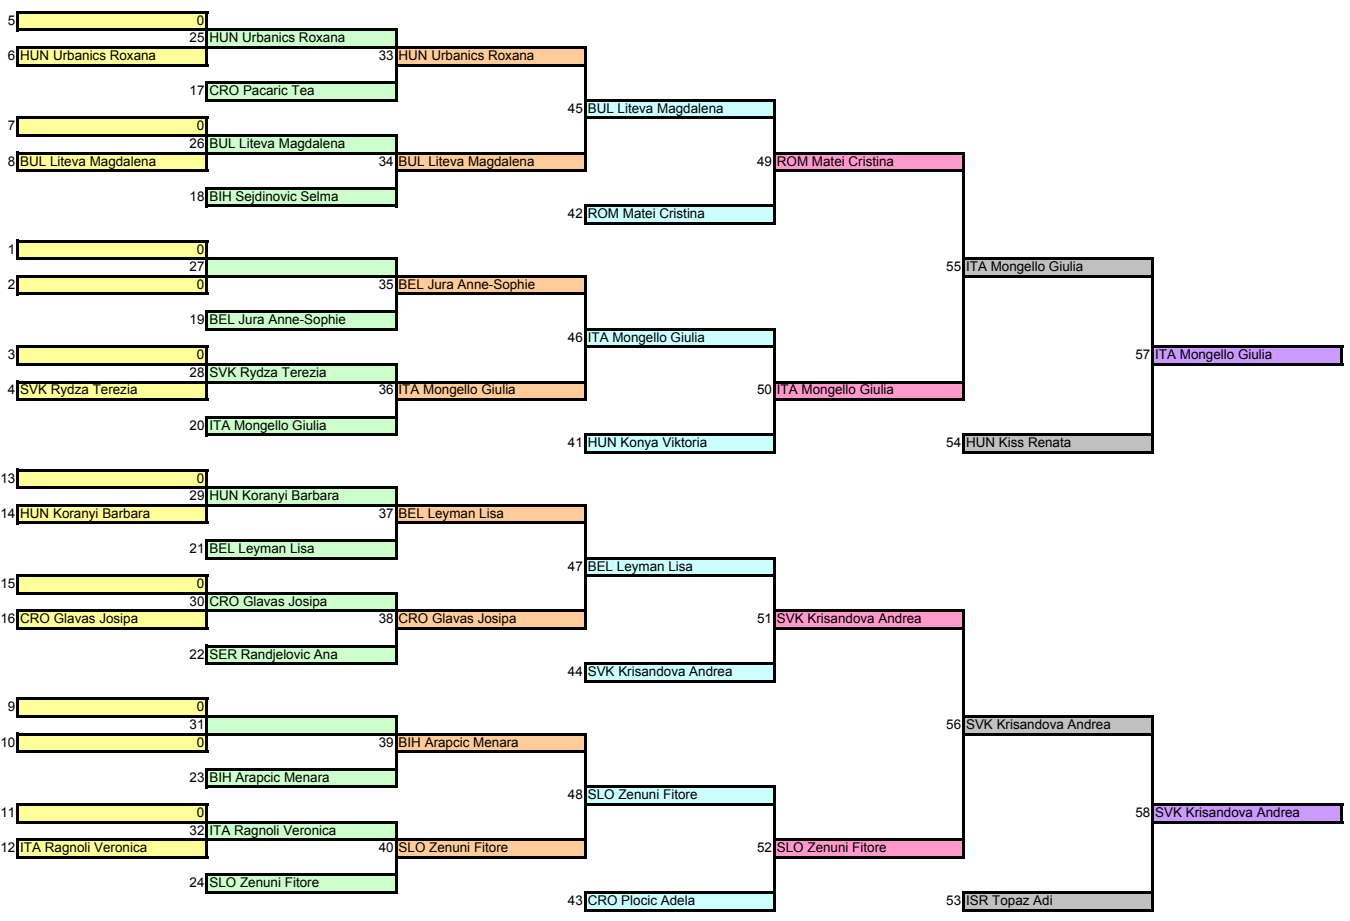 5 0
25 HUN Urbanics Roxana
6 HUN Urbanics Roxana 33 HUN Urbanics Roxana
17 CRO Pacaric Tea
45 BUL Liteva Magdalena
7 0
26 BUL Liteva Magdalena
8 BUL Liteva Magdalena 34 BUL Liteva Magdalena 49 ROM Matei Cristina
18 BIH Sejdinovic Selma
42 ROM Matei Cristina
1 0
27 55 ITA Mongello Giulia
2 0 35 BEL Jura Anne-Sophie
19 BEL Jura Anne-Sophie
46 ITA Mongello Giulia
3 0 57 ITA Mongello Giulia
28 SVK Rydza Terezia
4 SVK Rydza Terezia 36 ITA Mongello Giulia 50 ITA Mongello Giulia
20 ITA Mongello Giulia
41 HUN Konya Viktoria 54 HUN Kiss Renata
13 0
29 HUN Koranyi Barbara
14 HUN Koranyi Barbara 37 BEL Leyman Lisa
21 BEL Leyman Lisa
47 BEL Leyman Lisa
15 0
30 CRO Glavas Josipa
16 CRO Glavas Josipa 38 CRO Glavas Josipa 51 SVK Krisandova Andrea
22 SER Randjelovic Ana
44 SVK Krisandova Andrea
9 0
31 56 SVK Krisandova Andrea
10 0 39 BIH Arapcic Menara
23 BIH Arapcic Menara
48 SLO Zenuni Fitore
11 0 58 SVK Krisandova Andrea
32 ITA Ragnoli Veronica
12 ITA Ragnoli Veronica 40 SLO Zenuni Fitore 52 SLO Zenuni Fitore
24 SLO Zenuni Fitore
43 CRO Plocic Adela 53 ISR Topaz Adi